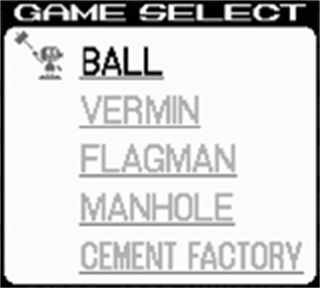 GAME SELECT
BALL
VERMIN
FLAGMAN
MANHOLE
CEMENT FACTORY